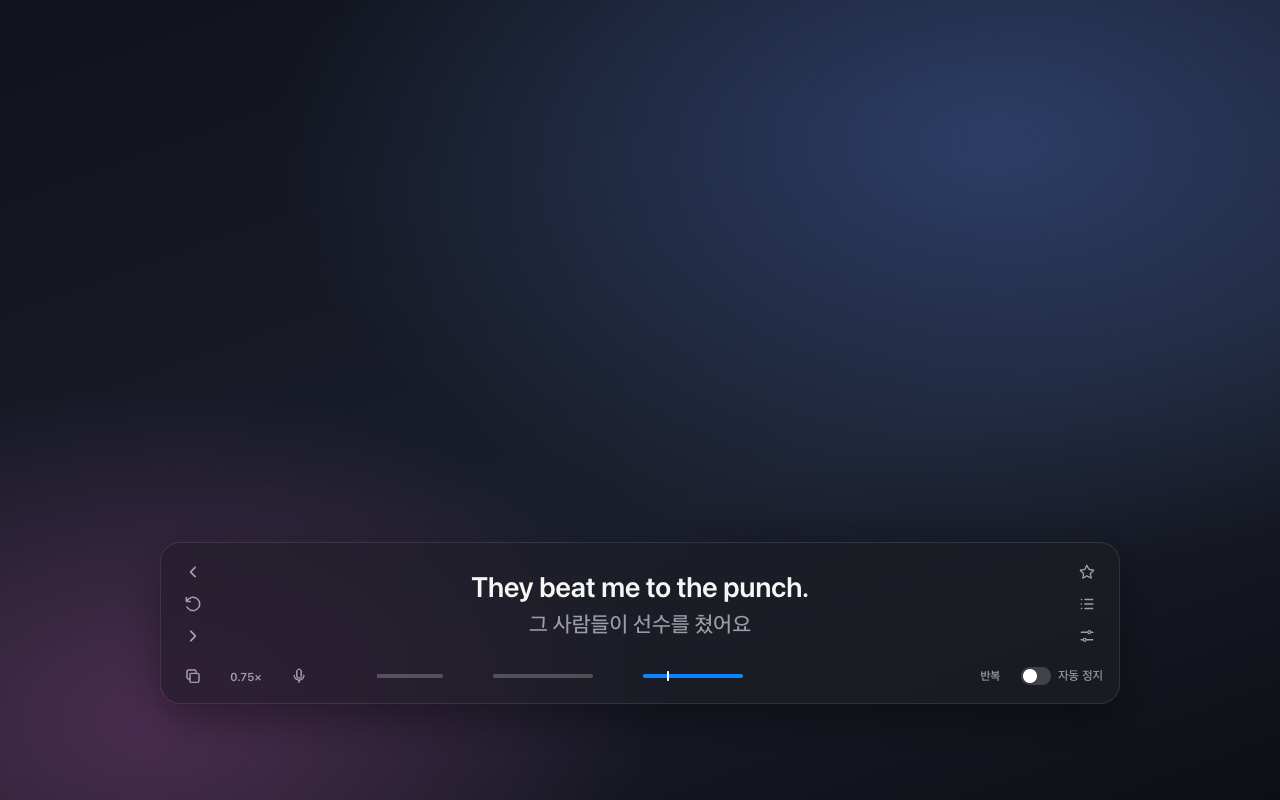 They beat me to the punch.
그 사람들이 선수를 쳤어요
0.75×
반복
자동 정지